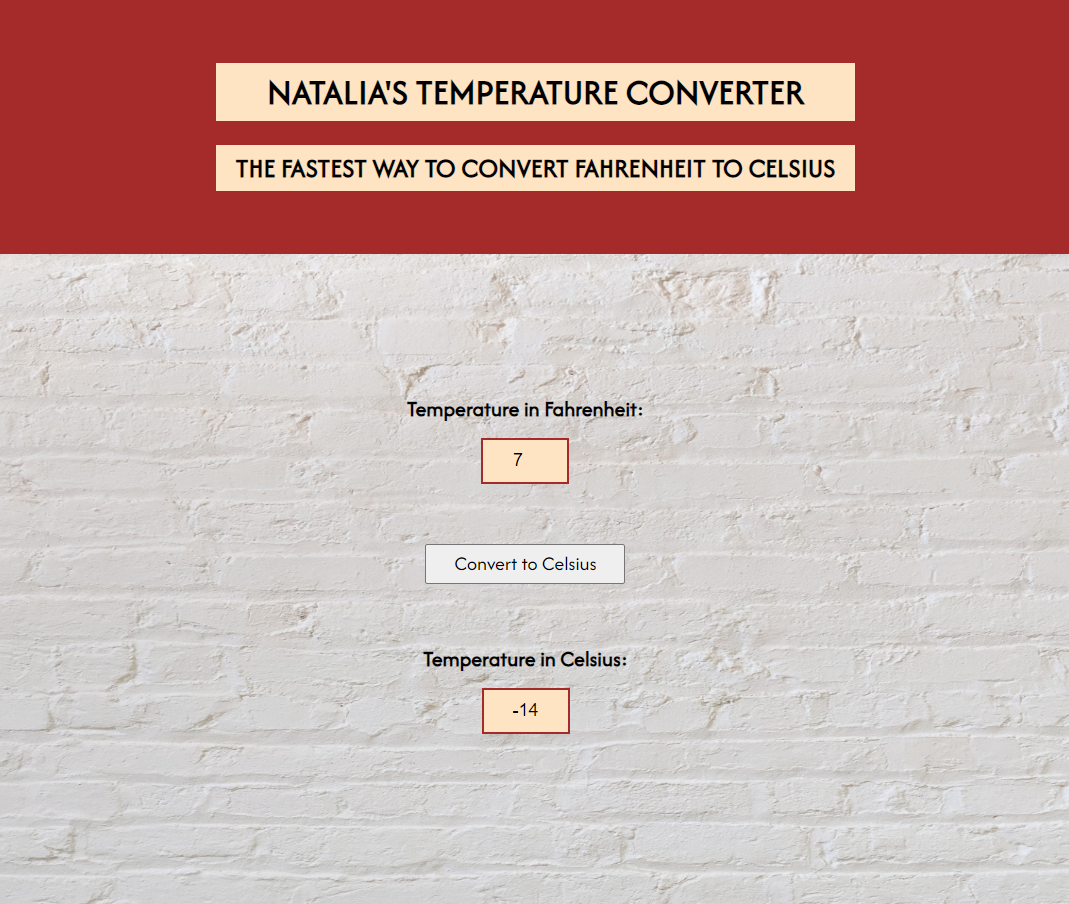 NATALIA'S TEMPERATURE CONVERTER
THE FASTEST WAY TO CONVERT FAHRENHEIT TO CELSIUS
Temperature in Fahrenheit:
7
Convert to Celsius
Temperature in Celsius:
-14